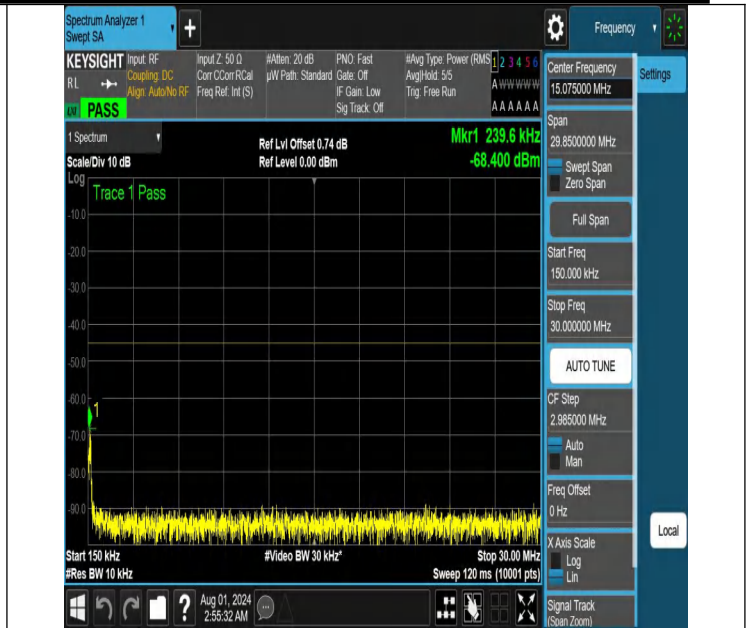 Spectrum Analyzer 1
Swept SA
Frequency
KEYSIGHT
Input: RF
Input Z: 50 Ω
#Atten: 20 dB
PNO: Fast
#Avg Type: Power (RMS
1 2 3 4 5 6
RL
Coupling: DC
Corr CCorr RCal
µW Path: Standard
Gate: Off
Avg|Hold: 5/5
A W W W W W
Align: Auto/No RF
Freq Ref: Int (S)
IF Gain: Low
Trig: Free Run
Sig Track: Off
A A A A A A
PASS
1 Spectrum
Ref Lvl Offset 0.74 dB
Mkr1 239.6 kHz
Scale/Div 10 dB
Ref Level 0.00 dBm
-68.400 dBm
Log
Trace 1 Pass
-10.0
-20.0
-30.0
-40.0
-50.0
-60.0
1
-70.0
-80.0
-90.0
Start 150 kHz
#Video BW 30 kHz*
Stop 30.00 MHz
#Res BW 10 kHz
Sweep 120 ms (10001 pts)
Center Frequency
15.075000 MHz
Settings
Span
29.8500000 MHz
Swept Span
Zero Span
Full Span
Start Freq
150.000 kHz
Stop Freq
30.000000 MHz
AUTO TUNE
CF Step
2.985000 MHz
Auto
Man
Freq Offset
0 Hz
Local
X Axis Scale
Log
Lin
Signal Track
(Span Zoom)
?
Aug 01, 2024
2:55:32 AM